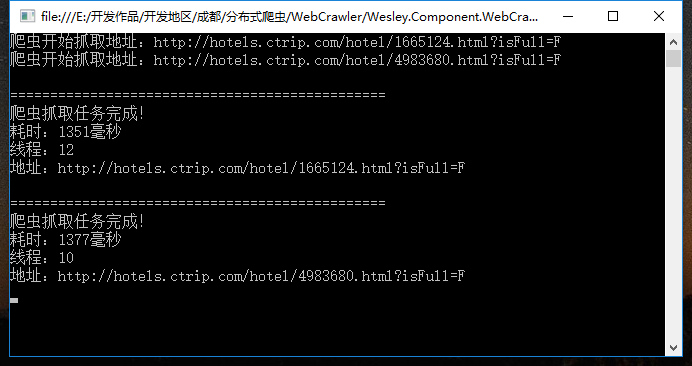 file:///E:/开发作品/开发地区/成都/分布式爬虫/WebCrawler/Wesley.Component.WebCra...
爬虫开始抓取地址：http://hotels.ctrip.com/hotel/1665124.html?isFull=F
爬虫开始抓取地址：http://hotels.ctrip.com/hotel/4983680.html?isFull=F
===============================================
爬虫抓取任务完成！
耗时：1351毫秒
线程：12
地址：http://hotels.ctrip.com/hotel/1665124.html?isFull=F
===============================================
爬虫抓取任务完成！
耗时：1377毫秒
线程：10
地址：http://hotels.ctrip.com/hotel/4983680.html?isFull=F